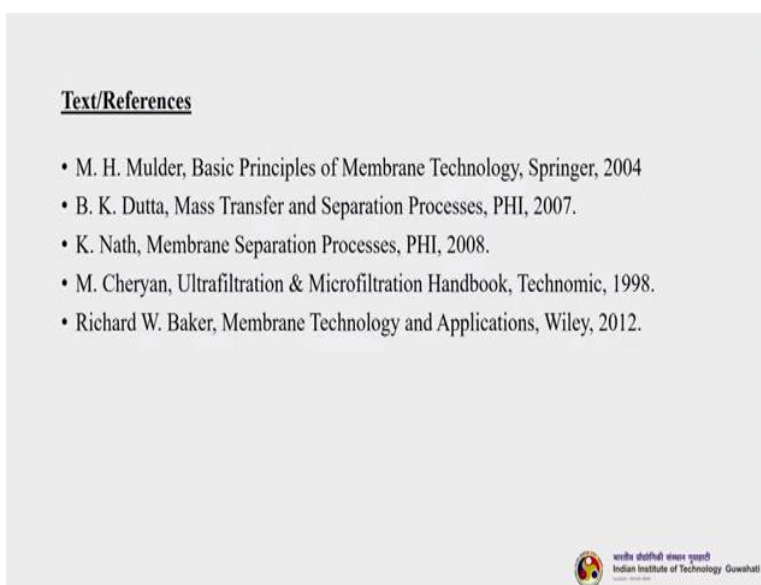 Text/References
• M. H. Mulder, Basic Principles of Membrane Technology, Springer, 2004
• B. K. Dutta, Mass Transfer and Separation Processes, PHI, 2007.
• K. Nath, Membrane Separation Processes, PHI, 2008.
• M. Cheryan, Ultrafiltration & Microfiltration Handbook, Technomic, 1998.
• Richard W. Baker, Membrane Technology and Applications, Wiley, 2012.
भारतीय प्रौद्योगिकी संस्थान गुवाहाटी
Indian Institute of Technology Guwahati